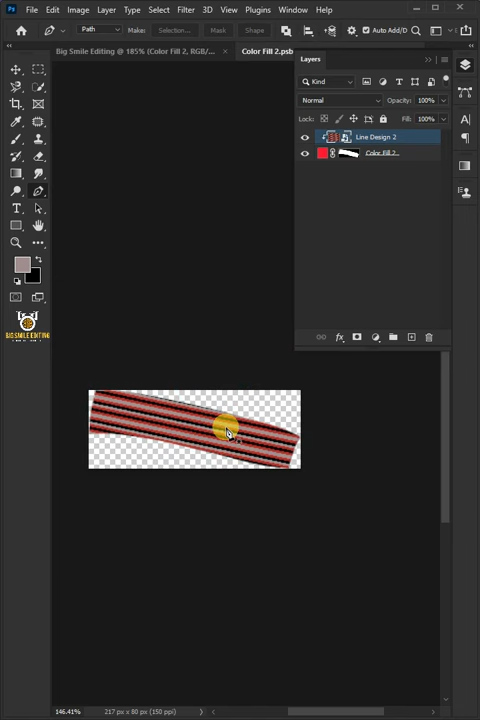 Ps File Edit Image Layer Type Select Filter 3D View Plugins Window Help
Path Make: Selection... Mask Shape Auto Add/D
Big Smile Editing @ 185% (Color Fill 2, RGB/... × Color Fill 2.psb
Layers
Kind
Normal Opacity: 100%
Lock: Fill: 100%
Line Design 2
Color Fill 2
BIG SMILE EDITING
146.41% 217 px x 80 px (150 ppi)